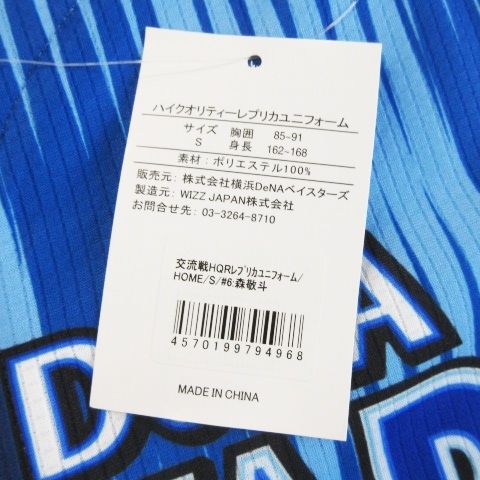 ハイクオリティーレプリカユニフォーム
サイズ 胸囲 85~91
S 身長 162~168
素材: ポリエステル100%
販売元: 株式会社横浜DeNAベイスターズ
製造元: WIZZ JAPAN株式会社
お問合せ先: 03-3264-8710
交流戦HQRレプリカユニフォーム/
HOME/S/#6:森敬斗
4570199794968
MADE IN CHINA